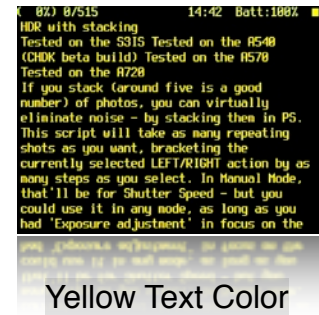 ( 0%) 0/515 14:42 Batt:100%
HDR with stacking
Tested on the S3IS Tested on the A540
(CHDK beta build) Tested on the A570
Tested on the A720
If you stack (around five is a good
number) of photos, you can virtually
eliminate noise - by stacking them in PS.
This script will take as many repeating
shots as you want, bracketing the
currently selected LEFT/RIGHT action by as
many steps as you select. In Manual Mode,
that'll be for Shutter Speed - but you
could use it in any mode, as long as you
had 'Exposure adjustment' in focus on the
Yellow Text Color